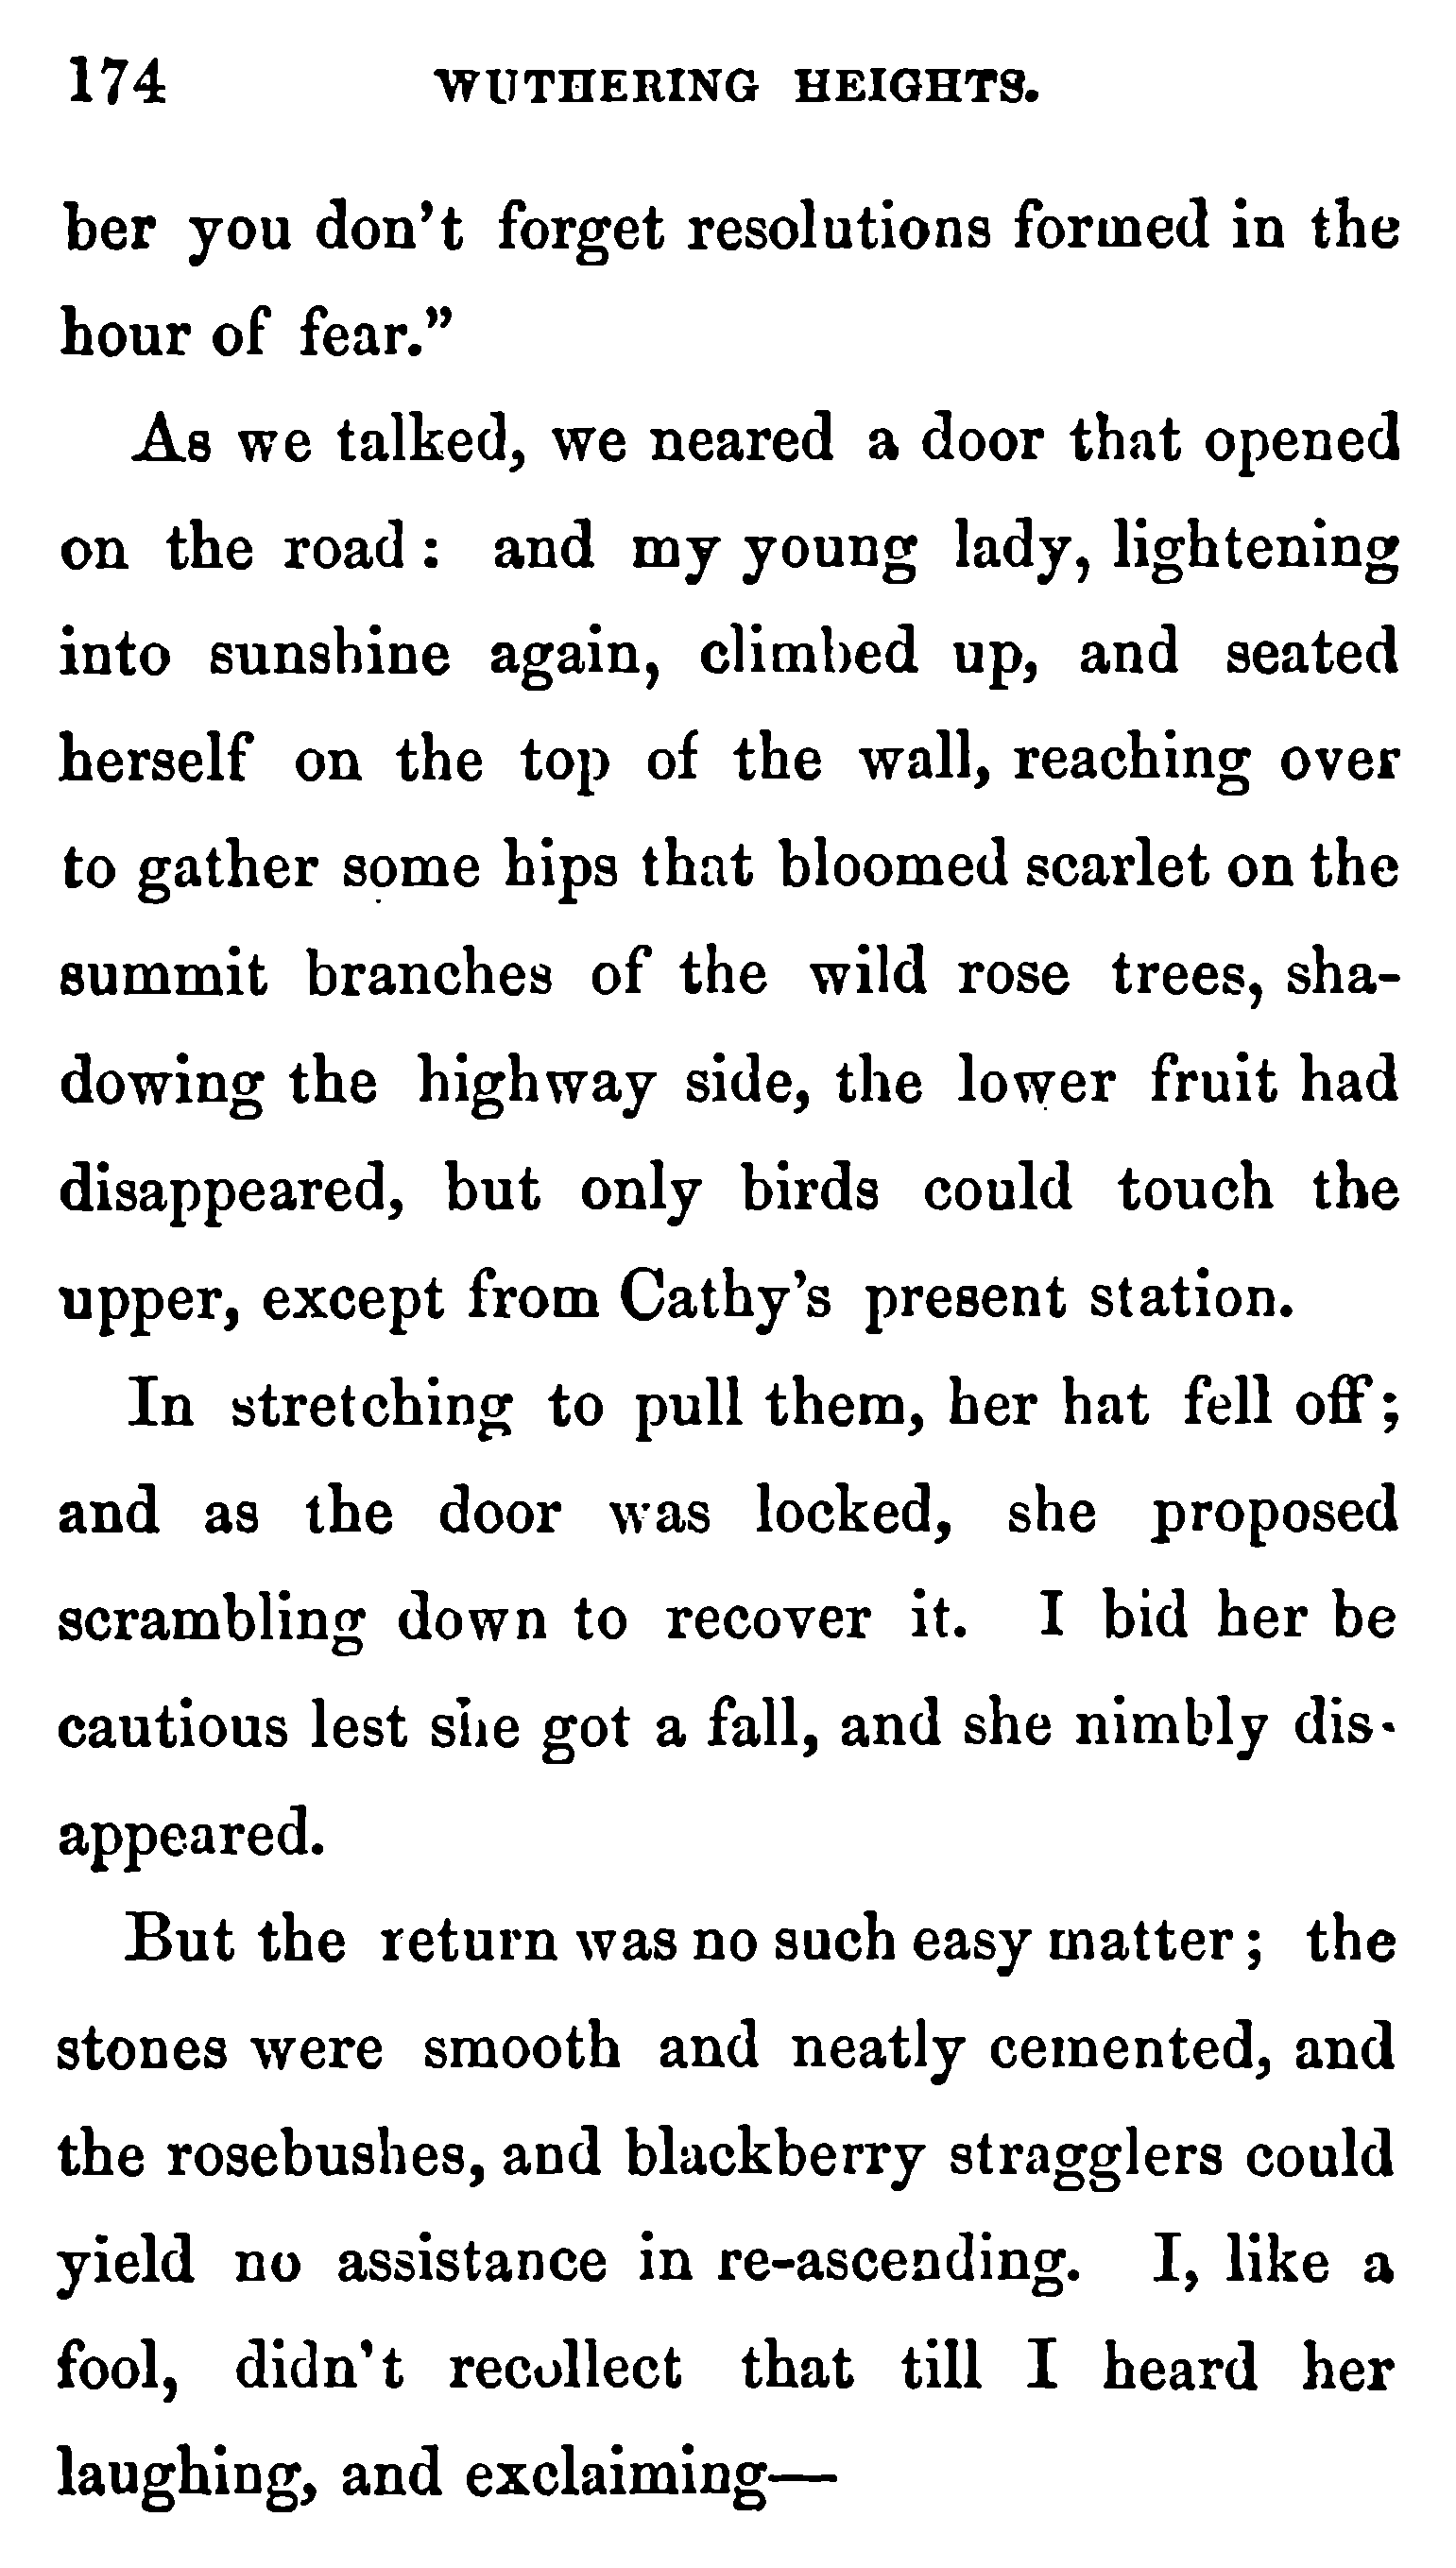 174 WUTHERING HEIGHTS.
ber you don't forget resolutions formed in the
hour of fear."
As we talked, we neared a door that opened
on the road : and my young lady, lightening
into sunshine again, climbed up, and seated
herself on the top of the wall, reaching over
to gather some hips that bloomed scarlet on the
summit branches of the wild rose trees, sha-
dowing the highway side, the lower fruit had
disappeared, but only birds could touch the
upper, except from Cathy's present station.
In stretching to pull them, her hat fell off ;
and as the door was locked, she proposed
scrambling down to recover it. I bid her be
cautious lest she got a fall, and she nimbly dis-
appeared.
But the return was no such easy matter ; the
stones were smooth and neatly cemented, and
the rosebushes, and blackberry stragglers could
yield no assistance in re-ascending. I, like a
fool, didn't recollect that till I heard her
laughing, and exclaiming—